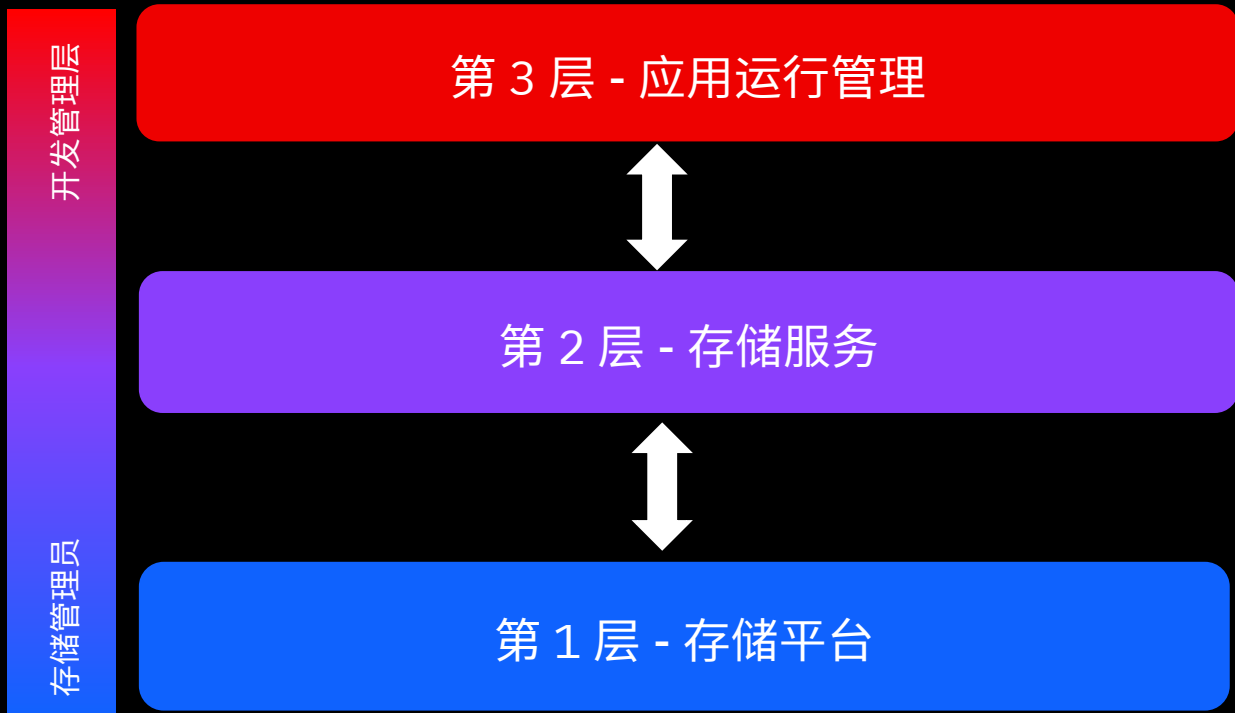 开发管理层
第 3 层 - 应用运行管理
第 2 层 - 存储服务
存储管理员
第 1 层 - 存储平台